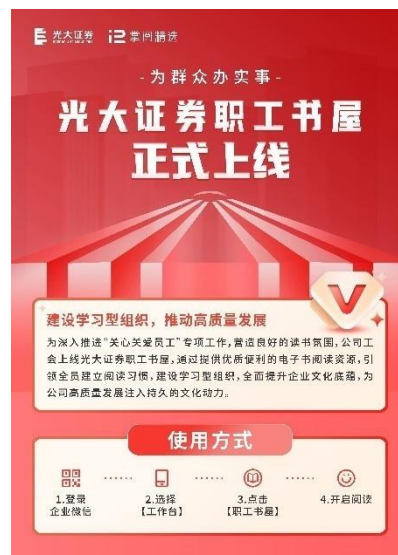 光大证券 掌阅精选
-为群众办实事-
光大证券职工书屋
正式上线
建设学习型组织，推动高质量发展
为深入推进“关心关爱员工”专项工作，营造良好的读书氛围，公司工
会上线光大证券职工书屋，通过提供优质便利的电子书阅读资源，引
领全员建立阅读习惯，建设学习型组织，全面提升企业文化底蕴，为
公司高质量发展注入持久的文化动力。
使用方式
1.登录 2.选择 3.点击 4.开启阅读
企业微信 【工作台】 【职工书屋】